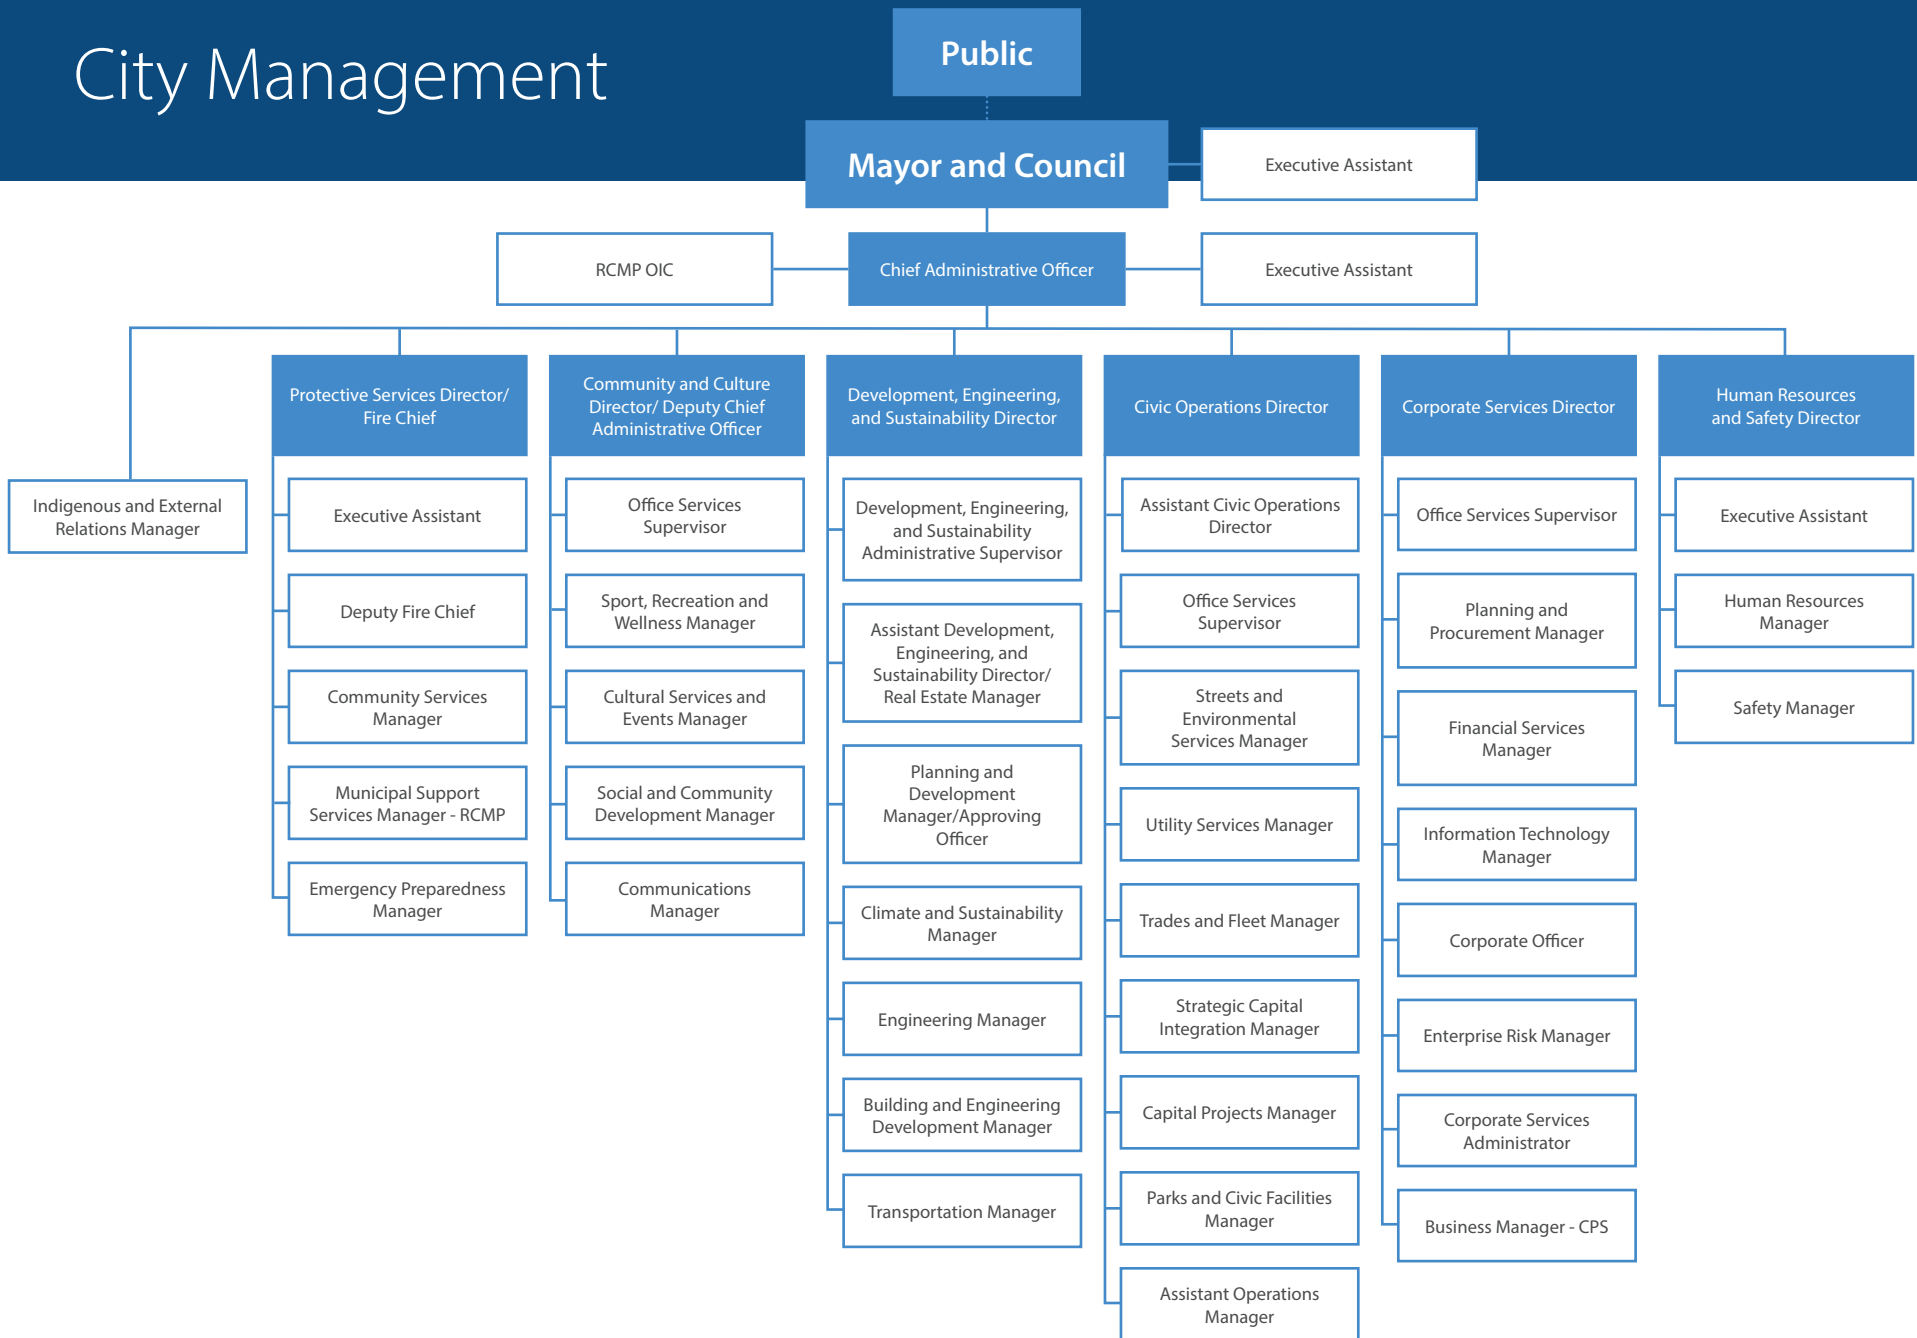 City Management
Public
Mayor and Council
Executive Assistant
RCMP OIC
Chief Administrative Officer
Executive Assistant
Indigenous and External
Relations Manager
Protective Services Director/
Fire Chief
Executive Assistant
Deputy Fire Chief
Community Services
Manager
Municipal Support
Services Manager - RCMP
Emergency Preparedness
Manager
Community and Culture
Director/ Deputy Chief
Administrative Officer
Office Services
Supervisor
Sport, Recreation and
Wellness Manager
Cultural Services and
Events Manager
Social and Community
Development Manager
Communications
Manager
Development, Engineering,
and Sustainability Director
Development, Engineering,
and Sustainability
Administrative Supervisor
Assistant Development,
Engineering, and
Sustainability Director/
Real Estate Manager
Planning and
Development
Manager/Approving
Officer
Climate and Sustainability
Manager
Engineering Manager
Building and Engineering
Development Manager
Transportation Manager
Civic Operations Director
Assistant Civic Operations
Director
Office Services
Supervisor
Streets and
Environmental
Services Manager
Utility Services Manager
Trades and Fleet Manager
Strategic Capital
Integration Manager
Capital Projects Manager
Parks and Civic Facilities
Manager
Assistant Operations
Manager
Corporate Services Director
Office Services Supervisor
Planning and
Procurement Manager
Financial Services
Manager
Information Technology
Manager
Corporate Officer
Enterprise Risk Manager
Corporate Services
Administrator
Business Manager - CPS
Human Resources
and Safety Director
Executive Assistant
Human Resources
Manager
Safety Manager